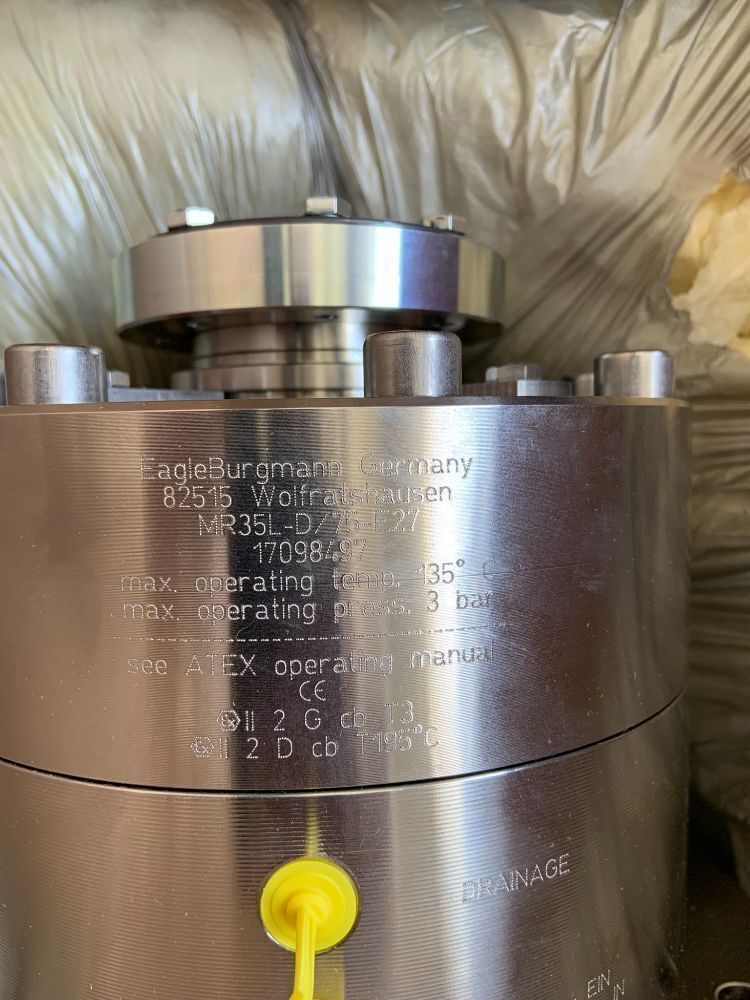 EagleBurgmann Germany
82515 Wolfratshausen
MR35L-D/75-E27
17098497
max. operating temp. 135° C
max. operating press. 3 bar
see ATEX operating manual
CE
II 2 G cb T3
II 2 D cb T195°C
DRAINAGE
EIN
IN